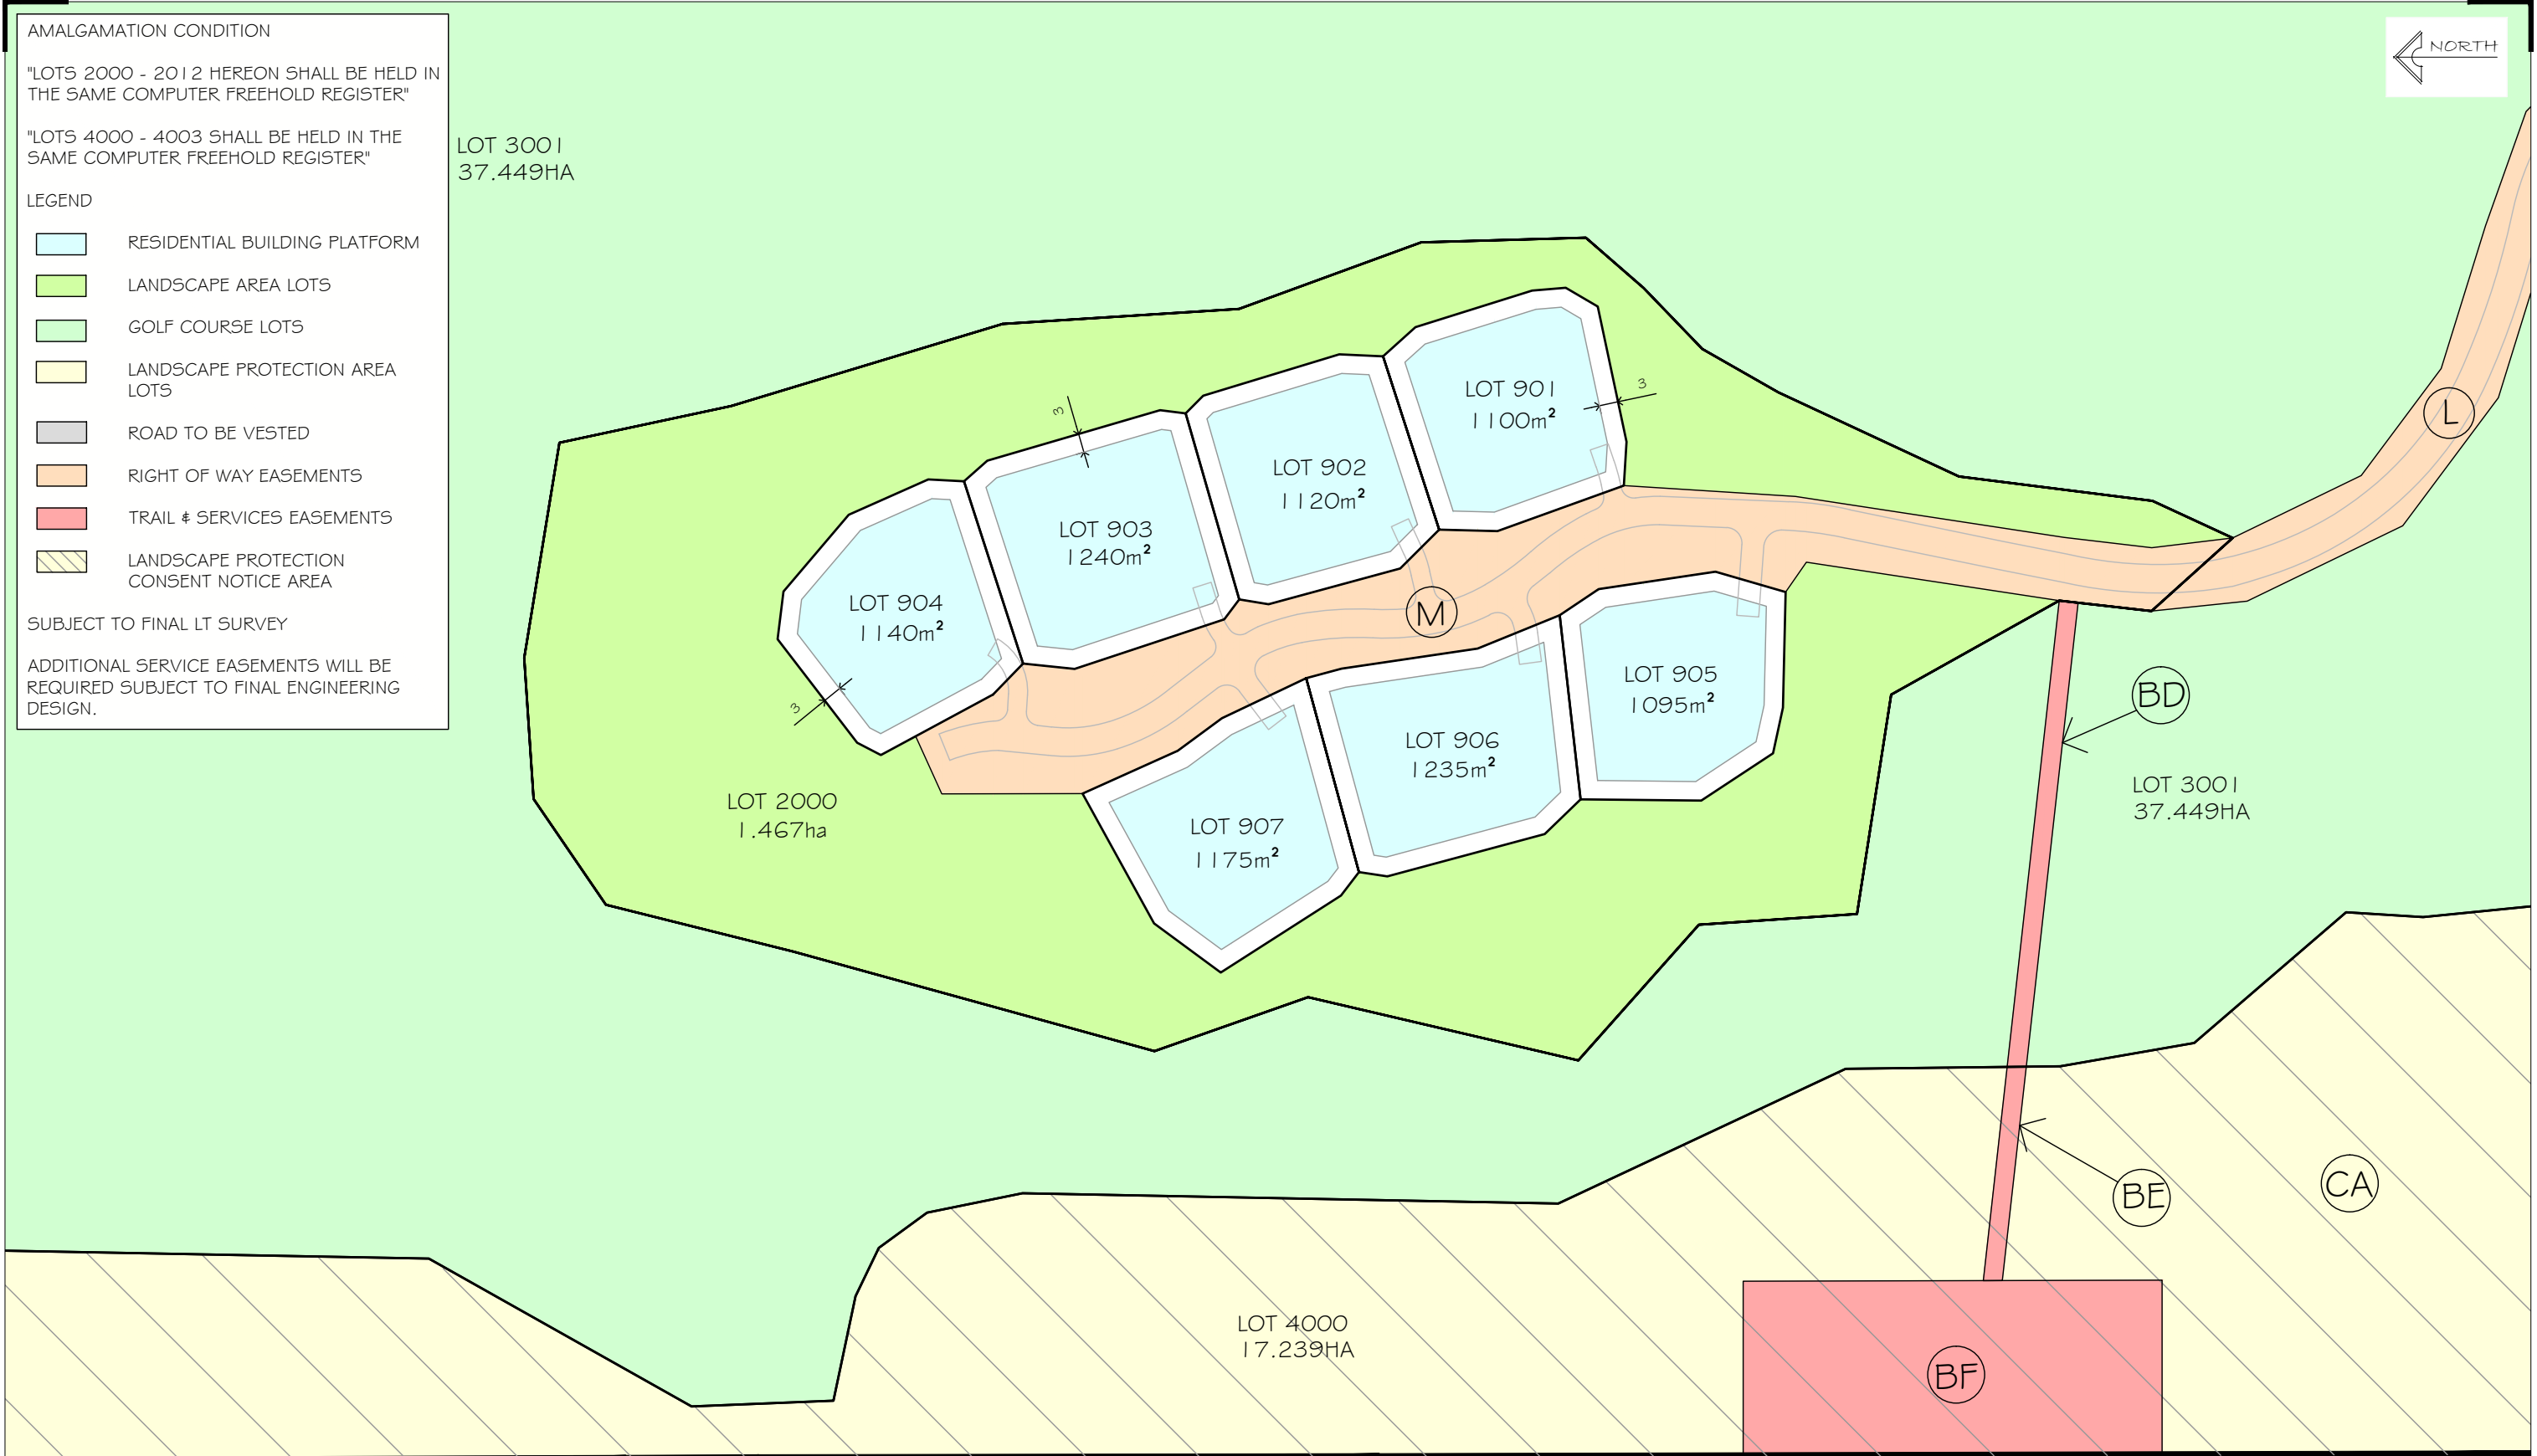 AMALGAMATION CONDITION
"LOTS 2000 - 2012 HEREON SHALL BE HELD IN
THE SAME COMPUTER FREEHOLD REGISTER"
"LOTS 4000 - 4003 SHALL BE HELD IN THE
SAME COMPUTER FREEHOLD REGISTER"
LEGEND
RESIDENTIAL BUILDING PLATFORM
LANDSCAPE AREA LOTS
GOLF COURSE LOTS
LANDSCAPE PROTECTION AREA
LOTS
ROAD TO BE VESTED
RIGHT OF WAY EASEMENTS
TRAIL & SERVICES EASEMENTS
LANDSCAPE PROTECTION
CONSENT NOTICE AREA
SUBJECT TO FINAL LT SURVEY
ADDITIONAL SERVICE EASEMENTS WILL BE
REQUIRED SUBJECT TO FINAL ENGINEERING
DESIGN.
NORTH
LOT 3001
37.449HA
LOT 901
1100m²
3
L
LOT 902
1120m²
3
LOT 903
1240m²
LOT 904
1140m²
3
M
LOT 905
1095m²
LOT 906
1235m²
LOT 907
1175m²
LOT 2000
1.467ha
BD
LOT 3001
37.449HA
BE
CA
LOT 4000
17.239HA
BF